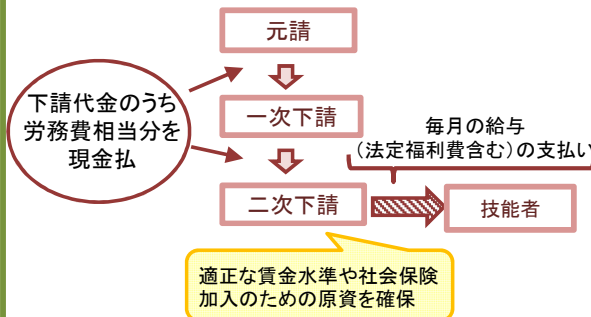 元請
下請代金のうち
労務費相当分を
現金払
一次下請
毎月の給与
(法定福利費含む)の支払い
二次下請
技能者
適正な賃金水準や社会保険
加入のための原資を確保